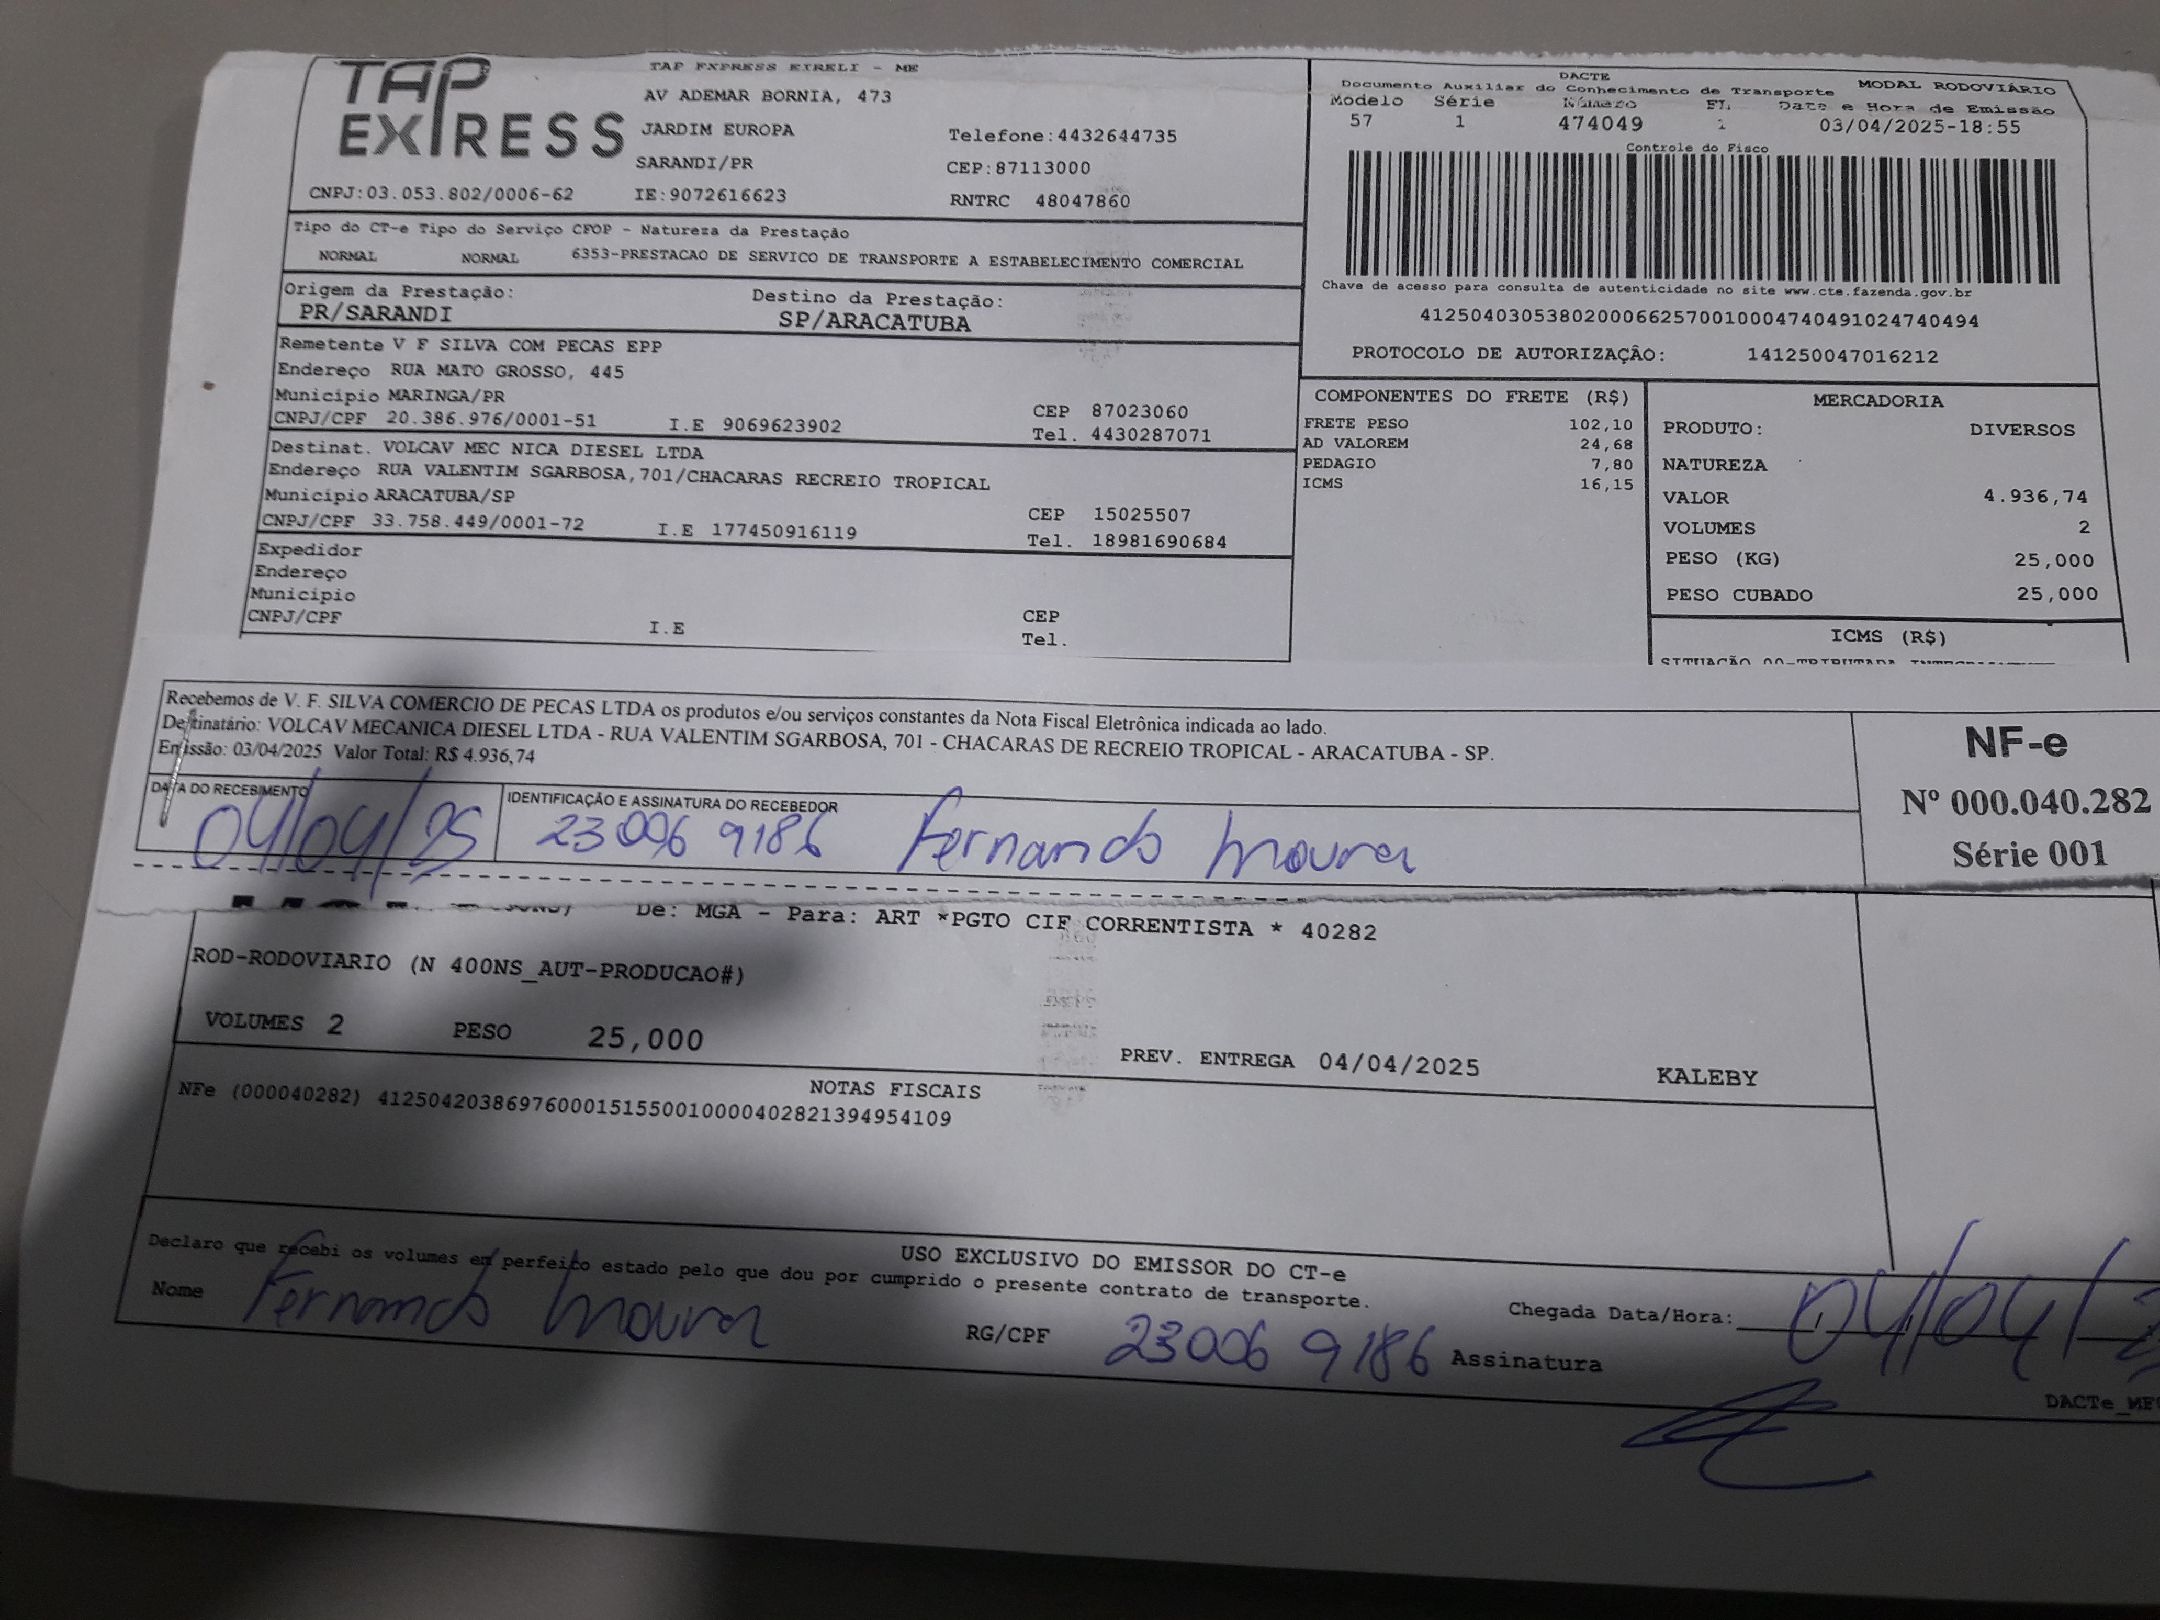 TAP EXPRESS
TAP EXPRESS EIRELI - ME
AV ADEMAR BORNIA, 473
JARDIM EUROPA Telefone:4432644735
SARANDI/PR CEP:87113000
CNPJ:03.053.802/0006-62 IE:9072616623 RNTRC 48047860
DACTE
Documento Auxiliar do Conhecimento de Transporte MODAL RODOVIÁRIO
Modelo Série Número FL Data e Hora de Emissão
57 1 474049 1 03/04/2025-18:55
Controle do Fisco
Chave de acesso para consulta de autenticidade no site www.cte.fazenda.gov.br
41250403053802000662570010004740491024740494
PROTOCOLO DE AUTORIZAÇÃO: 141250047016212
Tipo do CT-e Tipo do Serviço CFOP - Natureza da Prestação
NORMAL NORMAL 6353-PRESTACAO DE SERVICO DE TRANSPORTE A ESTABELECIMENTO COMERCIAL
Origem da Prestação: Destino da Prestação:
PR/SARANDI SP/ARACATUBA
Remetente V F SILVA COM PECAS EPP
Endereço RUA MATO GROSSO, 445
Município MARINGA/PR CEP 87023060
CNPJ/CPF 20.386.976/0001-51 I.E 9069623902 Tel. 4430287071
Destinat. VOLCAV MEC NICA DIESEL LTDA
Endereço RUA VALENTIM SGARBOSA,701/CHACARAS RECREIO TROPICAL
Município ARACATUBA/SP CEP 15025507
CNPJ/CPF 33.758.449/0001-72 I.E 177450916119 Tel. 18981690684
Expedidor
Endereço
Município CEP
CNPJ/CPF I.E Tel.
COMPONENTES DO FRETE (R$)
FRETE PESO 102,10
AD VALOREM 24,68
PEDAGIO 7,80
ICMS 16,15
MERCADORIA
PRODUTO: DIVERSOS
NATUREZA
VALOR 4.936,74
VOLUMES 2
PESO (KG) 25,000
PESO CUBADO 25,000
ICMS (R$)
SITUAÇÃO 00-TRIBUTADA
Recebemos de V. F. SILVA COMERCIO DE PECAS LTDA os produtos e/ou serviços constantes da Nota Fiscal Eletrônica indicada ao lado.
Destinatário: VOLCAV MECANICA DIESEL LTDA - RUA VALENTIM SGARBOSA, 701 - CHACARAS DE RECREIO TROPICAL - ARACATUBA - SP.
Emissão: 03/04/2025 Valor Total: R$ 4.936,74
DATA DO RECEBIMENTO IDENTIFICAÇÃO E ASSINATURA DO RECEBEDOR
04/04/25 23006 9186 Fernando Moura
NF-e
Nº 000.040.282
Série 001
De: MGA - Para: ART *PGTO CIF CORRENTISTA * 40282
ROD-RODOVIARIO (N 400NS_AUT-PRODUCAO#)
VOLUMES 2 PESO 25,000 PREV. ENTREGA 04/04/2025 KALEBY
NOTAS FISCAIS
NFe (000040282) 41250420386976000151550010000402821394954109
USO EXCLUSIVO DO EMISSOR DO CT-e
Declaro que recebi os volumes em perfeito estado pelo que dou por cumprido o presente contrato de transporte.
Nome Fernando Moura RG/CPF 23006 9186 Assinatura
Chegada Data/Hora: 04/04/2